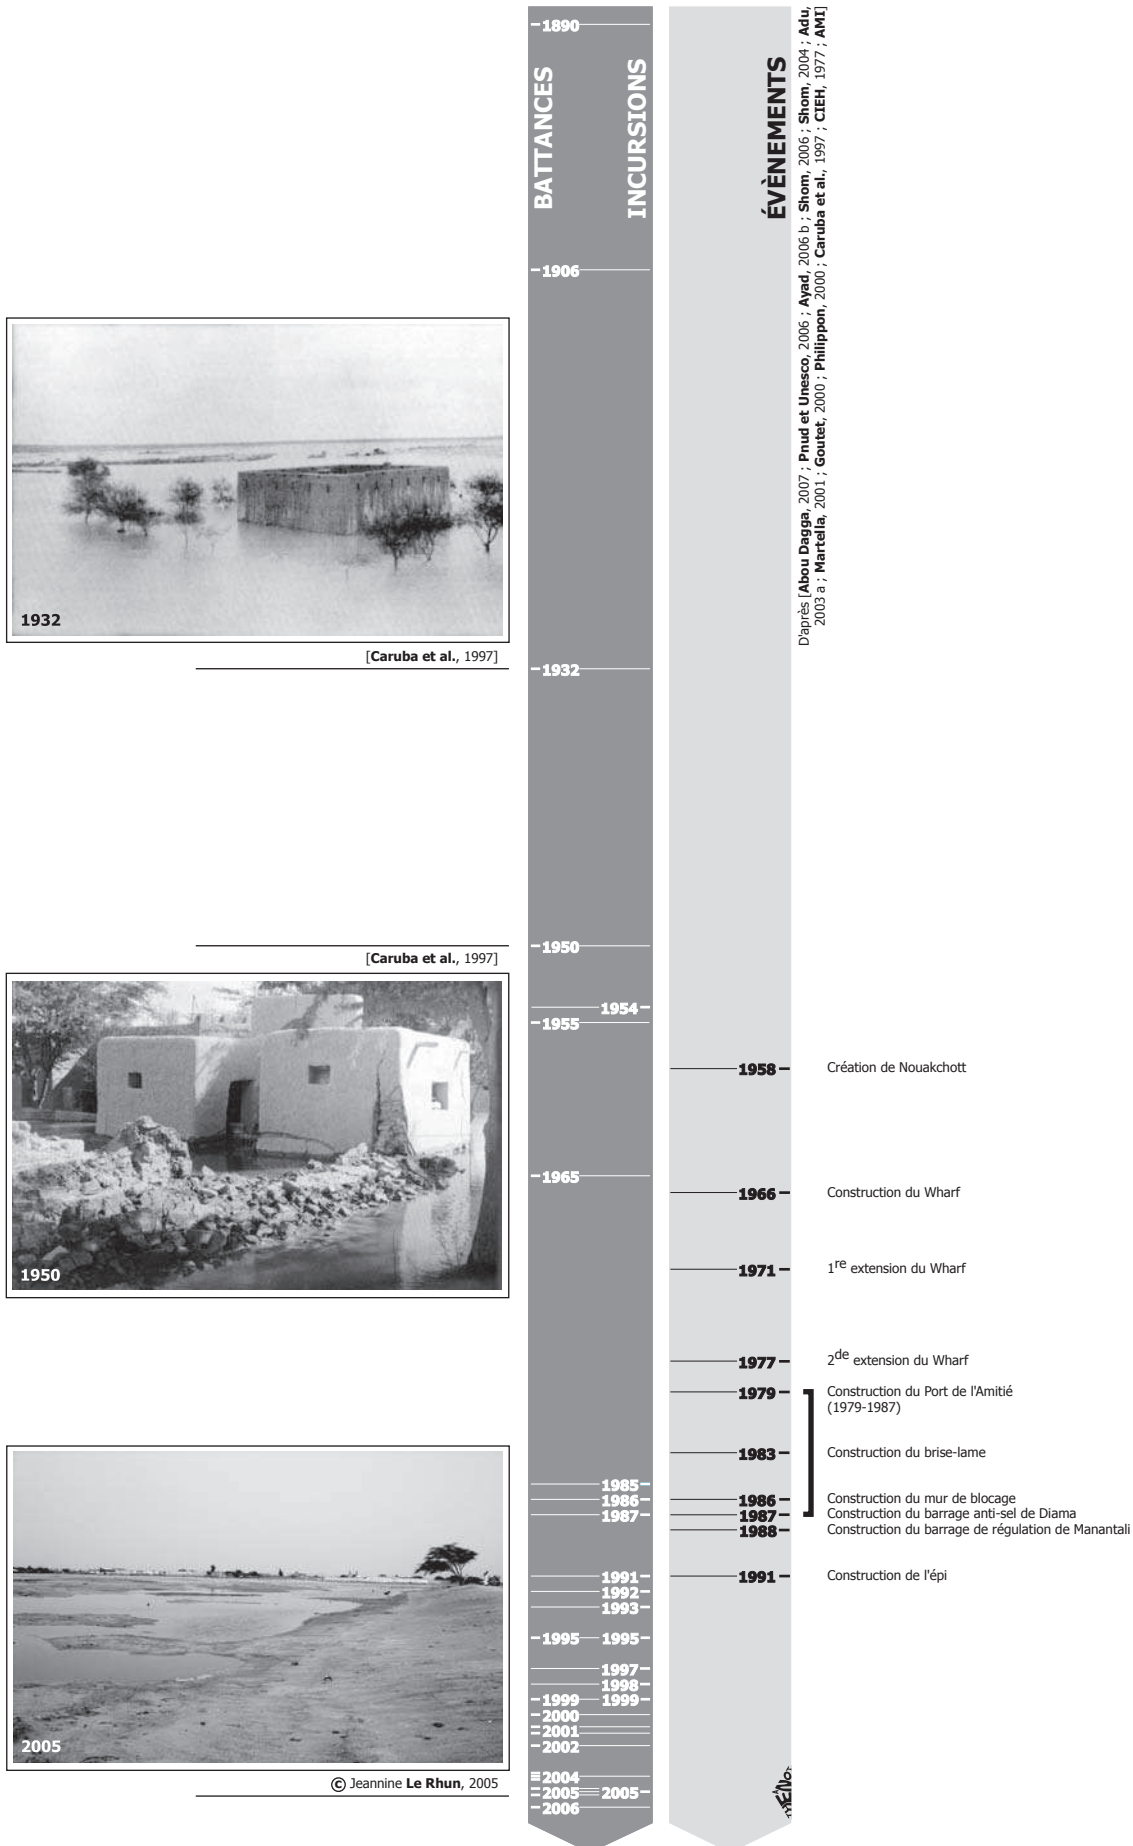 1890
BATTANCES
INCURSIONS
ÉVÈNEMENTS
D'après [Abou Dagga, 2007 ; Pnud et Unesco, 2006 ; Ayad, 2006 b ; Shom, 2006 ; Shom, 2004 ; Adu,
2003 a ; Martella, 2001 ; Goutet, 2000 ; Philippon, 2000 ; Caruba et al., 1997 ; CIEH, 1977 ; AMI]
1906
1932
[Caruba et al., 1997]
1932
1950
[Caruba et al., 1997]
1954
1955
1958 Création de Nouakchott
1965
1966 Construction du Wharf
1950
1971 1re extension du Wharf
1977 2de extension du Wharf
1979 Construction du Port de l'Amitié
(1979-1987)
1983 Construction du brise-lame
1985
1986 1986 Construction du mur de blocage
1987 1987 Construction du barrage anti-sel de Diama
1988 Construction du barrage de régulation de Manantali
1991 1991 Construction de l'épi
1992
1993
1995 1995
1997
1998
1999 1999
2000
2001
2002
2005
2004
© Jeannine Le Rhun, 2005
2005 2005
2006